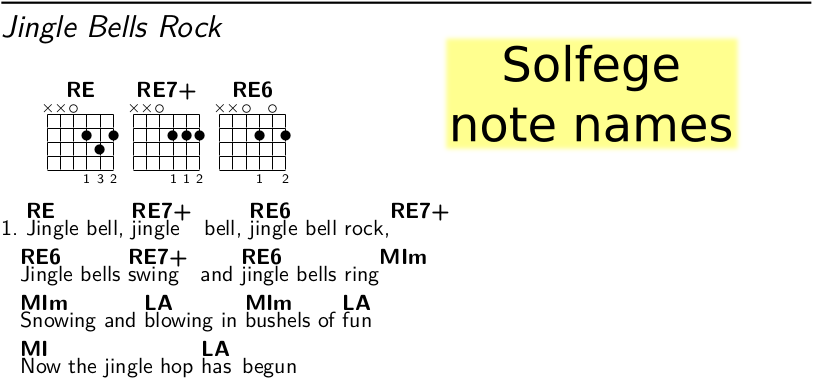 Jingle Bells Rock
Solfege
note names
RE RE7+ RE6
××○ ××○ ××○ ○
1 3 2 1 1 2 1 2
RE RE7+ RE6 RE7+
1. Jingle bell, jingle bell, jingle bell rock,
RE6 RE7+ RE6 MIm
Jingle bells swing and jingle bells ring
MIm LA MIm LA
Snowing and blowing in bushels of fun
MI LA
Now the jingle hop has begun